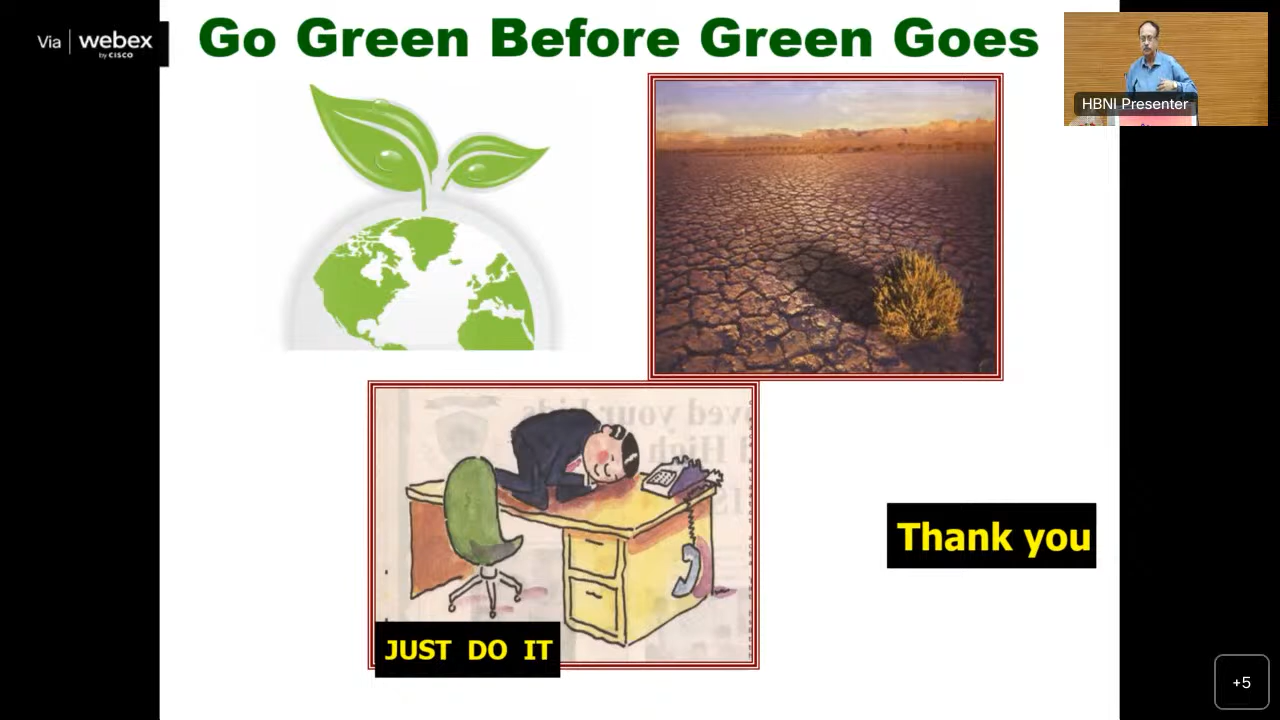 Via webex
by CISCO
Go Green Before Green Goes
HBNI Presenter
Thank you
JUST DO IT
+5